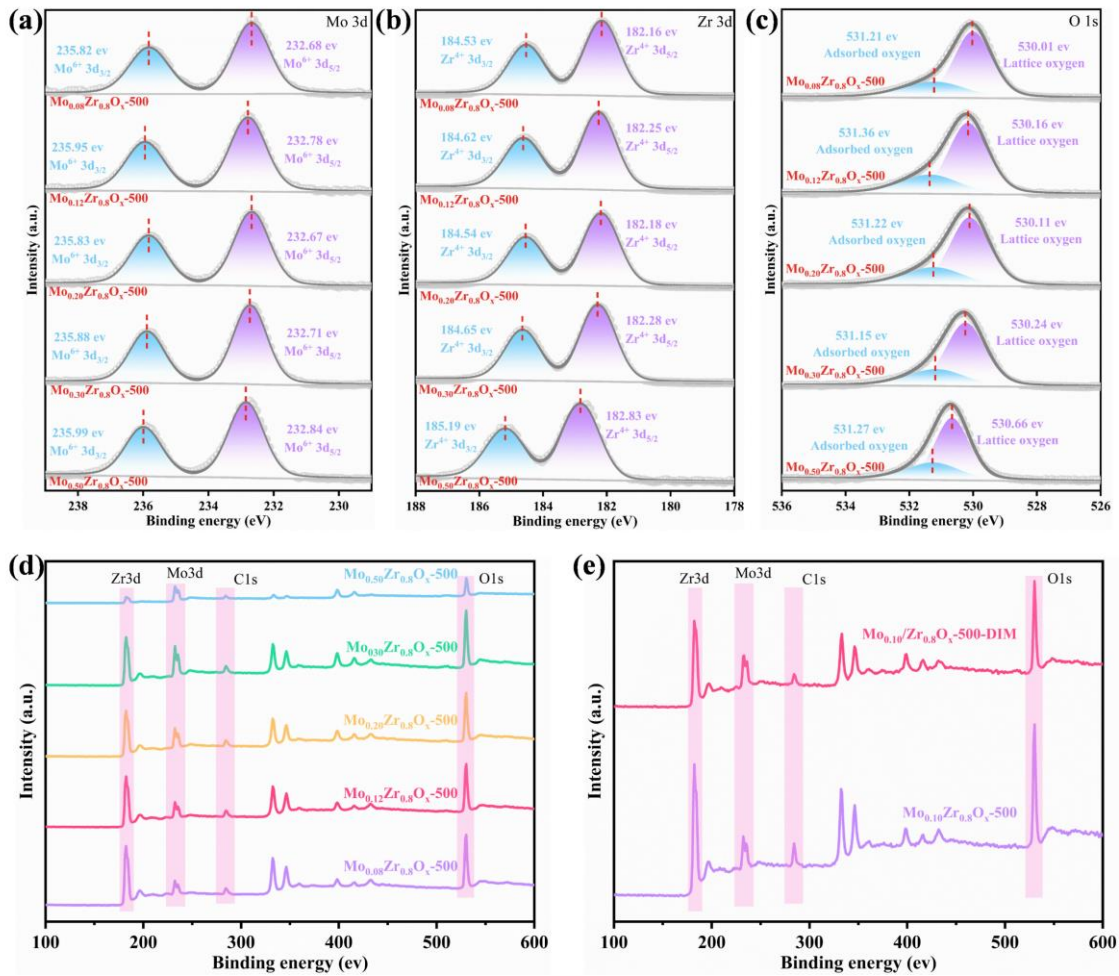 (a)
Mo 3d
235.82 ev
Mo⁶⁺ 3d₃/₂
232.68 ev
Mo⁶⁺ 3d₅/₂
Mo₀.₀₈Zr₀.₈Oₓ-500
235.95 ev
Mo⁶⁺ 3d₃/₂
232.78 ev
Mo⁶⁺ 3d₅/₂
Mo₀.₁₂Zr₀.₈Oₓ-500
235.83 ev
Mo⁶⁺ 3d₃/₂
232.67 ev
Mo⁶⁺ 3d₅/₂
Mo₀.₂₀Zr₀.₈Oₓ-500
235.88 ev
Mo⁶⁺ 3d₃/₂
232.71 ev
Mo⁶⁺ 3d₅/₂
Mo₀.₃₀Zr₀.₈Oₓ-500
235.99 ev
Mo⁶⁺ 3d₃/₂
232.84 ev
Mo⁶⁺ 3d₅/₂
Mo₀.₅₀Zr₀.₈Oₓ-500
238 236 234 232 230
Binding energy (eV)
Intensity (a.u.)
(b)
Zr 3d
184.53 ev
Zr⁴⁺ 3d₃/₂
182.16 ev
Zr⁴⁺ 3d₅/₂
Mo₀.₀₈Zr₀.₈Oₓ-500
184.62 ev
Zr⁴⁺ 3d₃/₂
182.25 ev
Zr⁴⁺ 3d₅/₂
Mo₀.₁₂Zr₀.₈Oₓ-500
184.54 ev
Zr⁴⁺ 3d₃/₂
182.18 ev
Zr⁴⁺ 3d₅/₂
Mo₀.₂₀Zr₀.₈Oₓ-500
184.65 ev
Zr⁴⁺ 3d₃/₂
182.28 ev
Zr⁴⁺ 3d₅/₂
Mo₀.₃₀Zr₀.₈Oₓ-500
185.19 ev
Zr⁴⁺ 3d₃/₂
182.83 ev
Zr⁴⁺ 3d₅/₂
Mo₀.₅₀Zr₀.₈Oₓ-500
188 186 184 182 180 178
Binding energy (eV)
Intensity (a.u.)
(c)
O 1s
531.21 ev
Adsorbed oxygen
530.01 ev
Lattice oxygen
Mo₀.₀₈Zr₀.₈Oₓ-500
531.36 ev
Adsorbed oxygen
530.16 ev
Lattice oxygen
Mo₀.₁₂Zr₀.₈Oₓ-500
531.22 ev
Adsorbed oxygen
530.11 ev
Lattice oxygen
Mo₀.₂₀Zr₀.₈Oₓ-500
531.15 ev
Adsorbed oxygen
530.24 ev
Lattice oxygen
Mo₀.₃₀Zr₀.₈Oₓ-500
531.27 ev
Adsorbed oxygen
530.66 ev
Lattice oxygen
Mo₀.₅₀Zr₀.₈Oₓ-500
536 534 532 530 528 526
Binding energy (eV)
Intensity (a.u.)
(d)
Zr3d
Mo3d
C1s
O1s
Mo₀.₅₀Zr₀.₈Oₓ-500
Mo₀₃₀Zr₀.₈Oₓ-500
Mo₀.₂₀Zr₀.₈Oₓ-500
Mo₀.₁₂Zr₀.₈Oₓ-500
Mo₀.₀₈Zr₀.₈Oₓ-500
100 200 300 400 500 600
Binding energy (ev)
Intensity (a.u.)
(e)
Zr3d
Mo3d
C1s
O1s
Mo₀.₁₀/Zr₀.₈Oₓ-500-DIM
Mo₀.₁₀Zr₀.₈Oₓ-500
100 200 300 400 500 600
Binding energy (ev)
Intensity (a.u.)